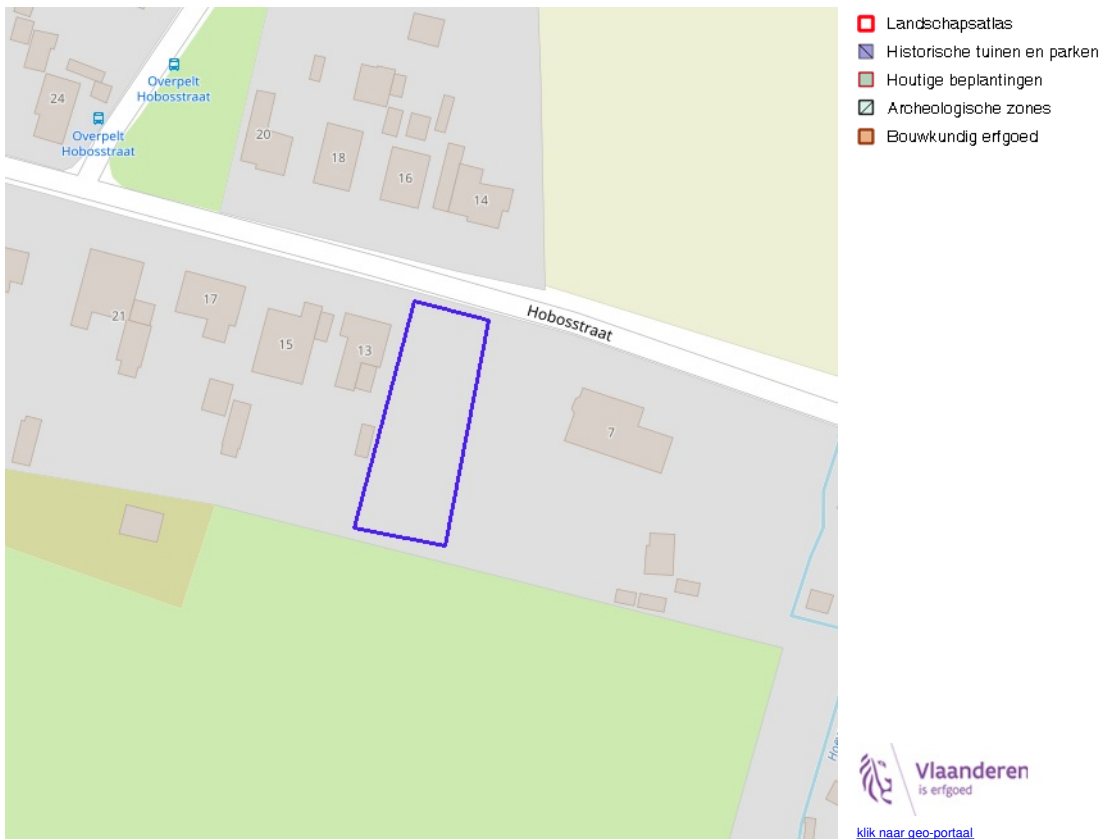 24
Overpelt
Hobosstraat
Overpelt
Hobosstraat
20
18
16
14
Hobosstraat
21
17
15
13
7
Landschapsatlas
Historische tuinen en parken
Houtige beplantingen
Archeologische zones
Bouwkundig erfgoed
Vlaanderen
is erfgoed
klik naar geo-portaal